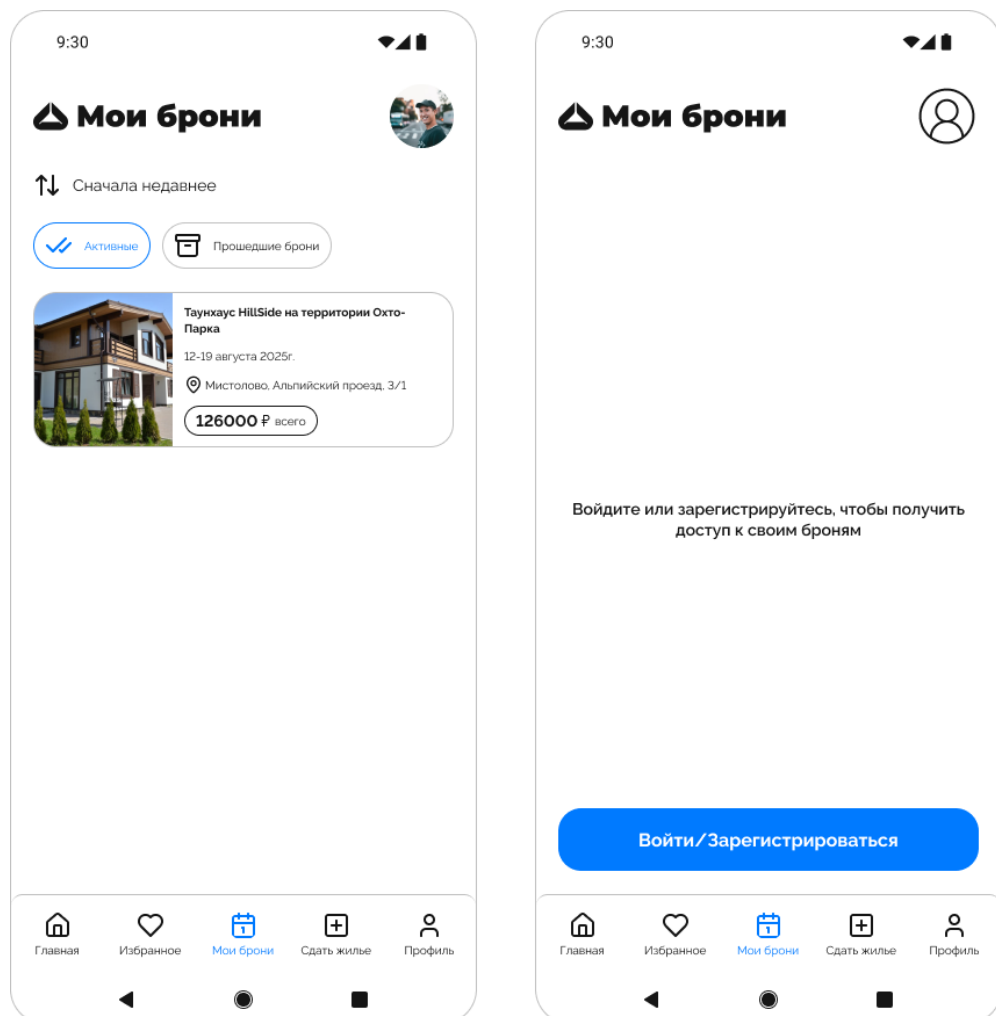 9:30
Мои брони
Сначала недавнее
Активные
Прошедшие брони
Таунхаус HillSide на территории Охто-
Парка
12-19 августа 2025г.
Мистолово, Альпийский проезд, 3/1
126000 ₽ всего
1
Главная
Избранное
Мои брони
Сдать жилье
Профиль
9:30
Мои брони
Войдите или зарегистрируйтесь, чтобы получить
доступ к своим броням
Войти/Зарегистрироваться
1
Главная
Избранное
Мои брони
Сдать жилье
Профиль